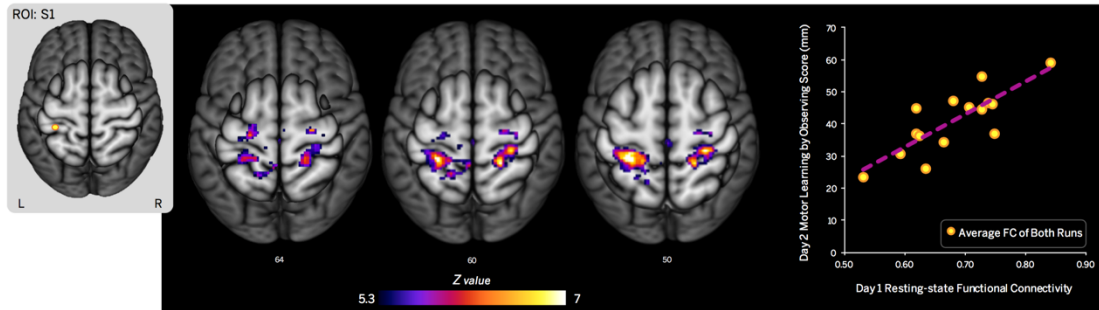 ROI: S1
L
R
64
60
50
Z value
5.3
7
Day 2 Motor Learning by Observing Score (mm)
70
60
50
40
30
20
10
0
Average FC of Both Runs
0.50
0.60
0.70
0.80
0.90
Day 1 Resting-state Functional Connectivity